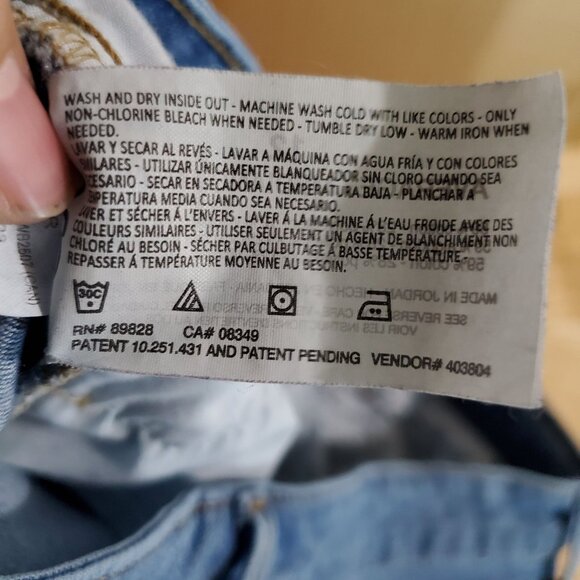 WASH AND DRY INSIDE OUT - MACHINE WASH COLD WITH LIKE COLORS - ONLY
NON-CHLORINE BLEACH WHEN NEEDED - TUMBLE DRY LOW - WARM IRON WHEN
NEEDED.
LAVAR Y SECAR AL REVÉS - LAVAR A MÁQUINA CON AGUA FRÍA Y CON COLORES
SIMILARES - UTILIZAR ÚNICAMENTE BLANQUEADOR SIN CLORO CUANDO SEA
NECESARIO - SECAR EN SECADORA A TEMPERATURA BAJA - PLANCHAR A
TEMPERATURA MEDIA CUANDO SEA NECESARIO.
LAVER ET SÉCHER À L'ENVERS - LAVER À LA MACHINE À L'EAU FROIDE AVEC DES
COULEURS SIMILAIRES - UTILISER SEULEMENT UN AGENT DE BLANCHIMENT NON
CHLORÉ AU BESOIN - SÉCHER PAR CULBUTAGE À BASSE TEMPÉRATURE -
REPASSER À TEMPÉRATURE MOYENNE AU BESOIN.
30C
RN# 89828 CA# 08349
PATENT 10.251.431 AND PATENT PENDING VENDOR# 403804